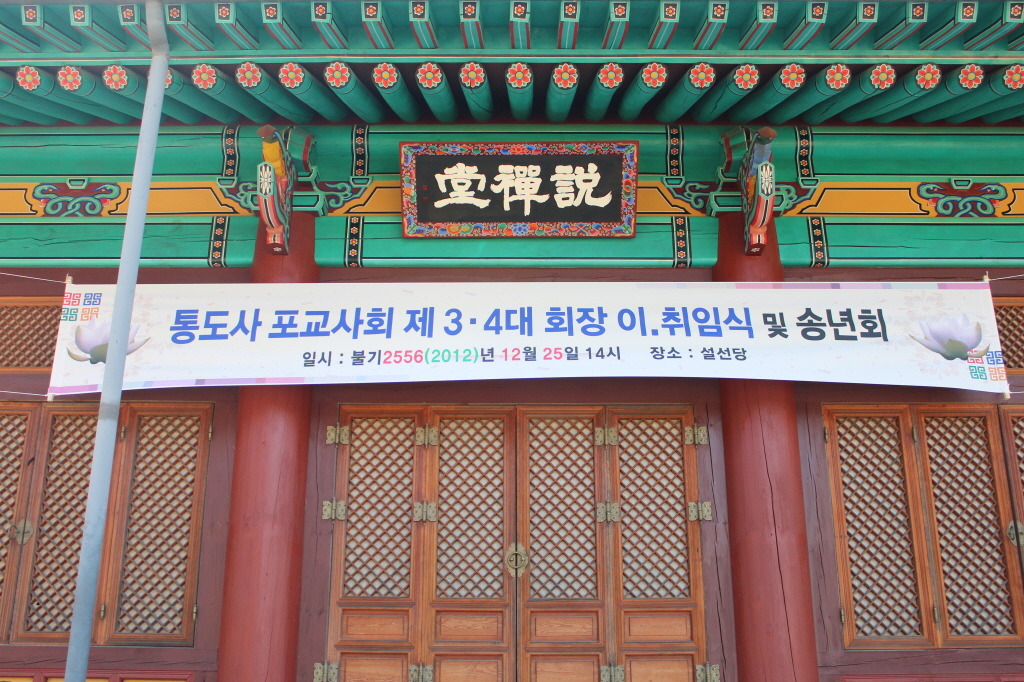 說禪堂
통도사 포교사회 제 3·4대 회장 이.취임식 및 송년회
일시 : 불기2556(2012)년 12월 25일 14시 장소 : 설선당